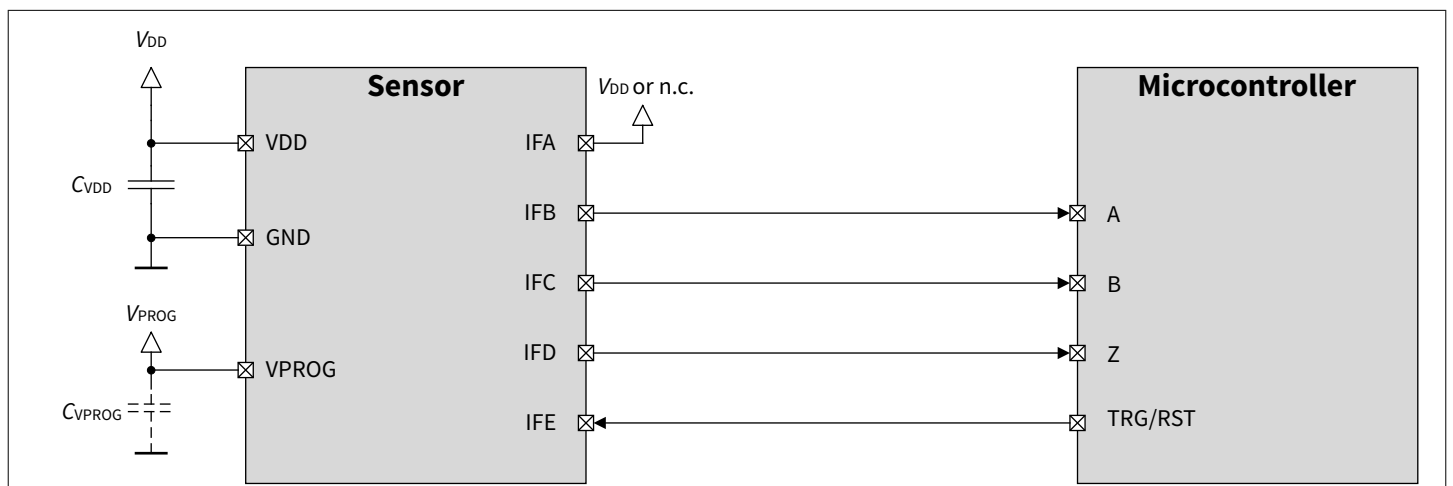 VDD
Sensor
VDD or n.c.
Microcontroller
VDD
IFA
CVDD
IFB
A
GND
IFC
B
VPROG
IFD
Z
VPROG
CVPROG
IFE
TRG/RST